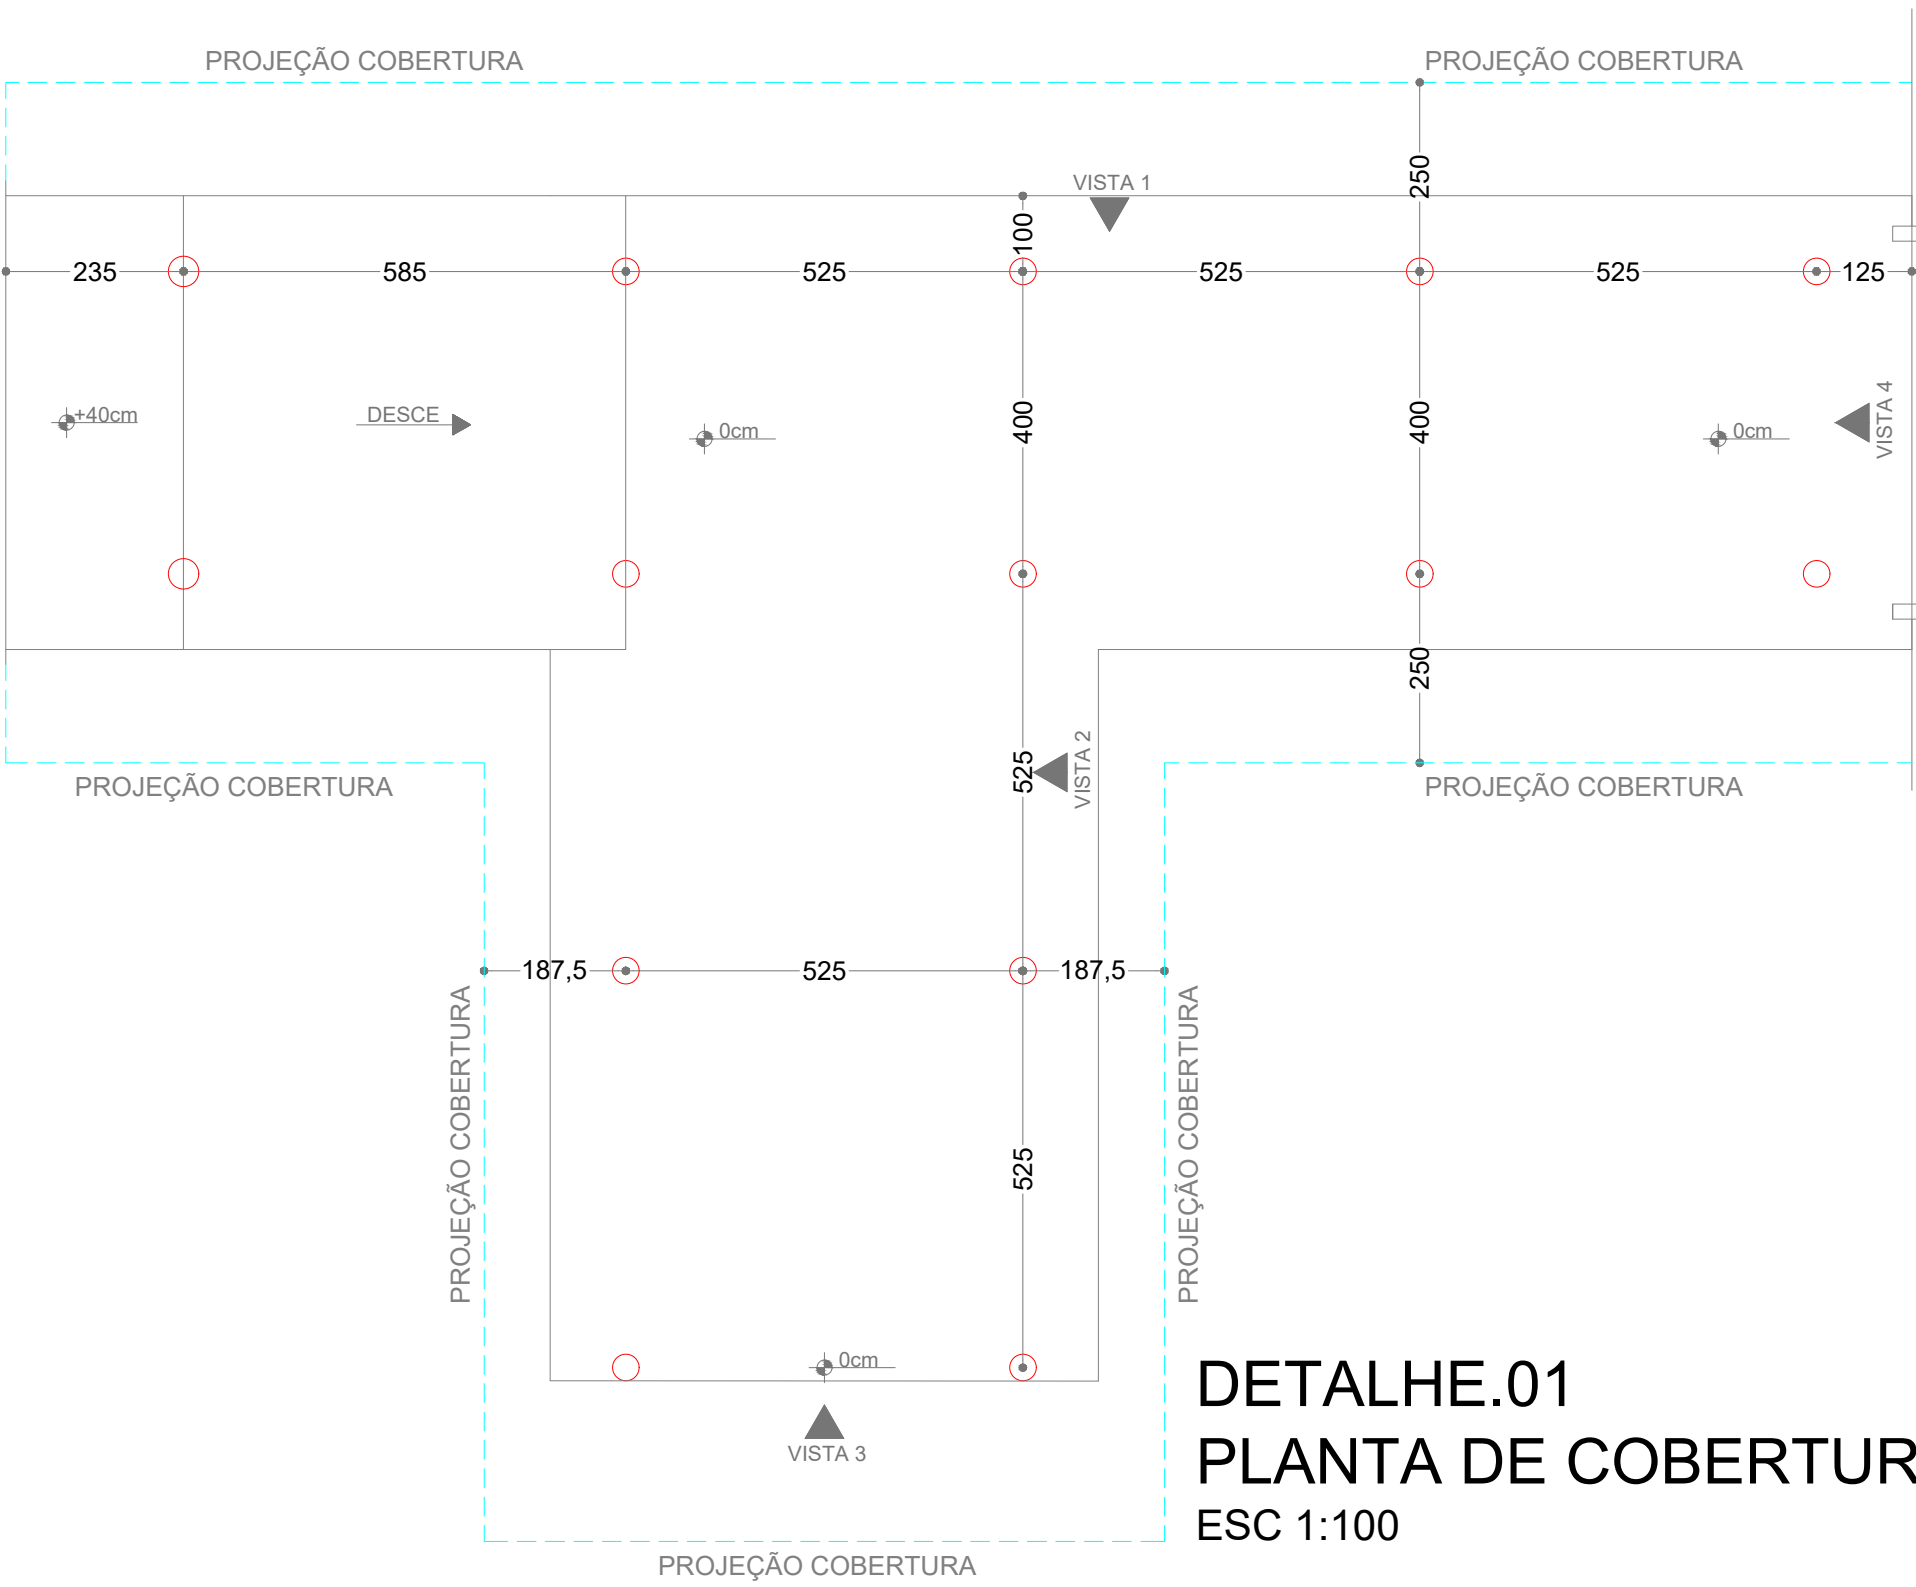 PROJEÇÃO COBERTURA
PROJEÇÃO COBERTURA
250
VISTA 1
100
235
585
525
525
525
125
+40cm
DESCE
0cm
400
400
0cm
VISTA 4
250
525
VISTA 2
PROJEÇÃO COBERTURA
PROJEÇÃO COBERTURA
187,5
525
187,5
PROJEÇÃO COBERTURA
525
PROJEÇÃO COBERTURA
0cm
VISTA 3
DETALHE.01
PLANTA DE COBERTUR
ESC 1:100
PROJEÇÃO COBERTURA